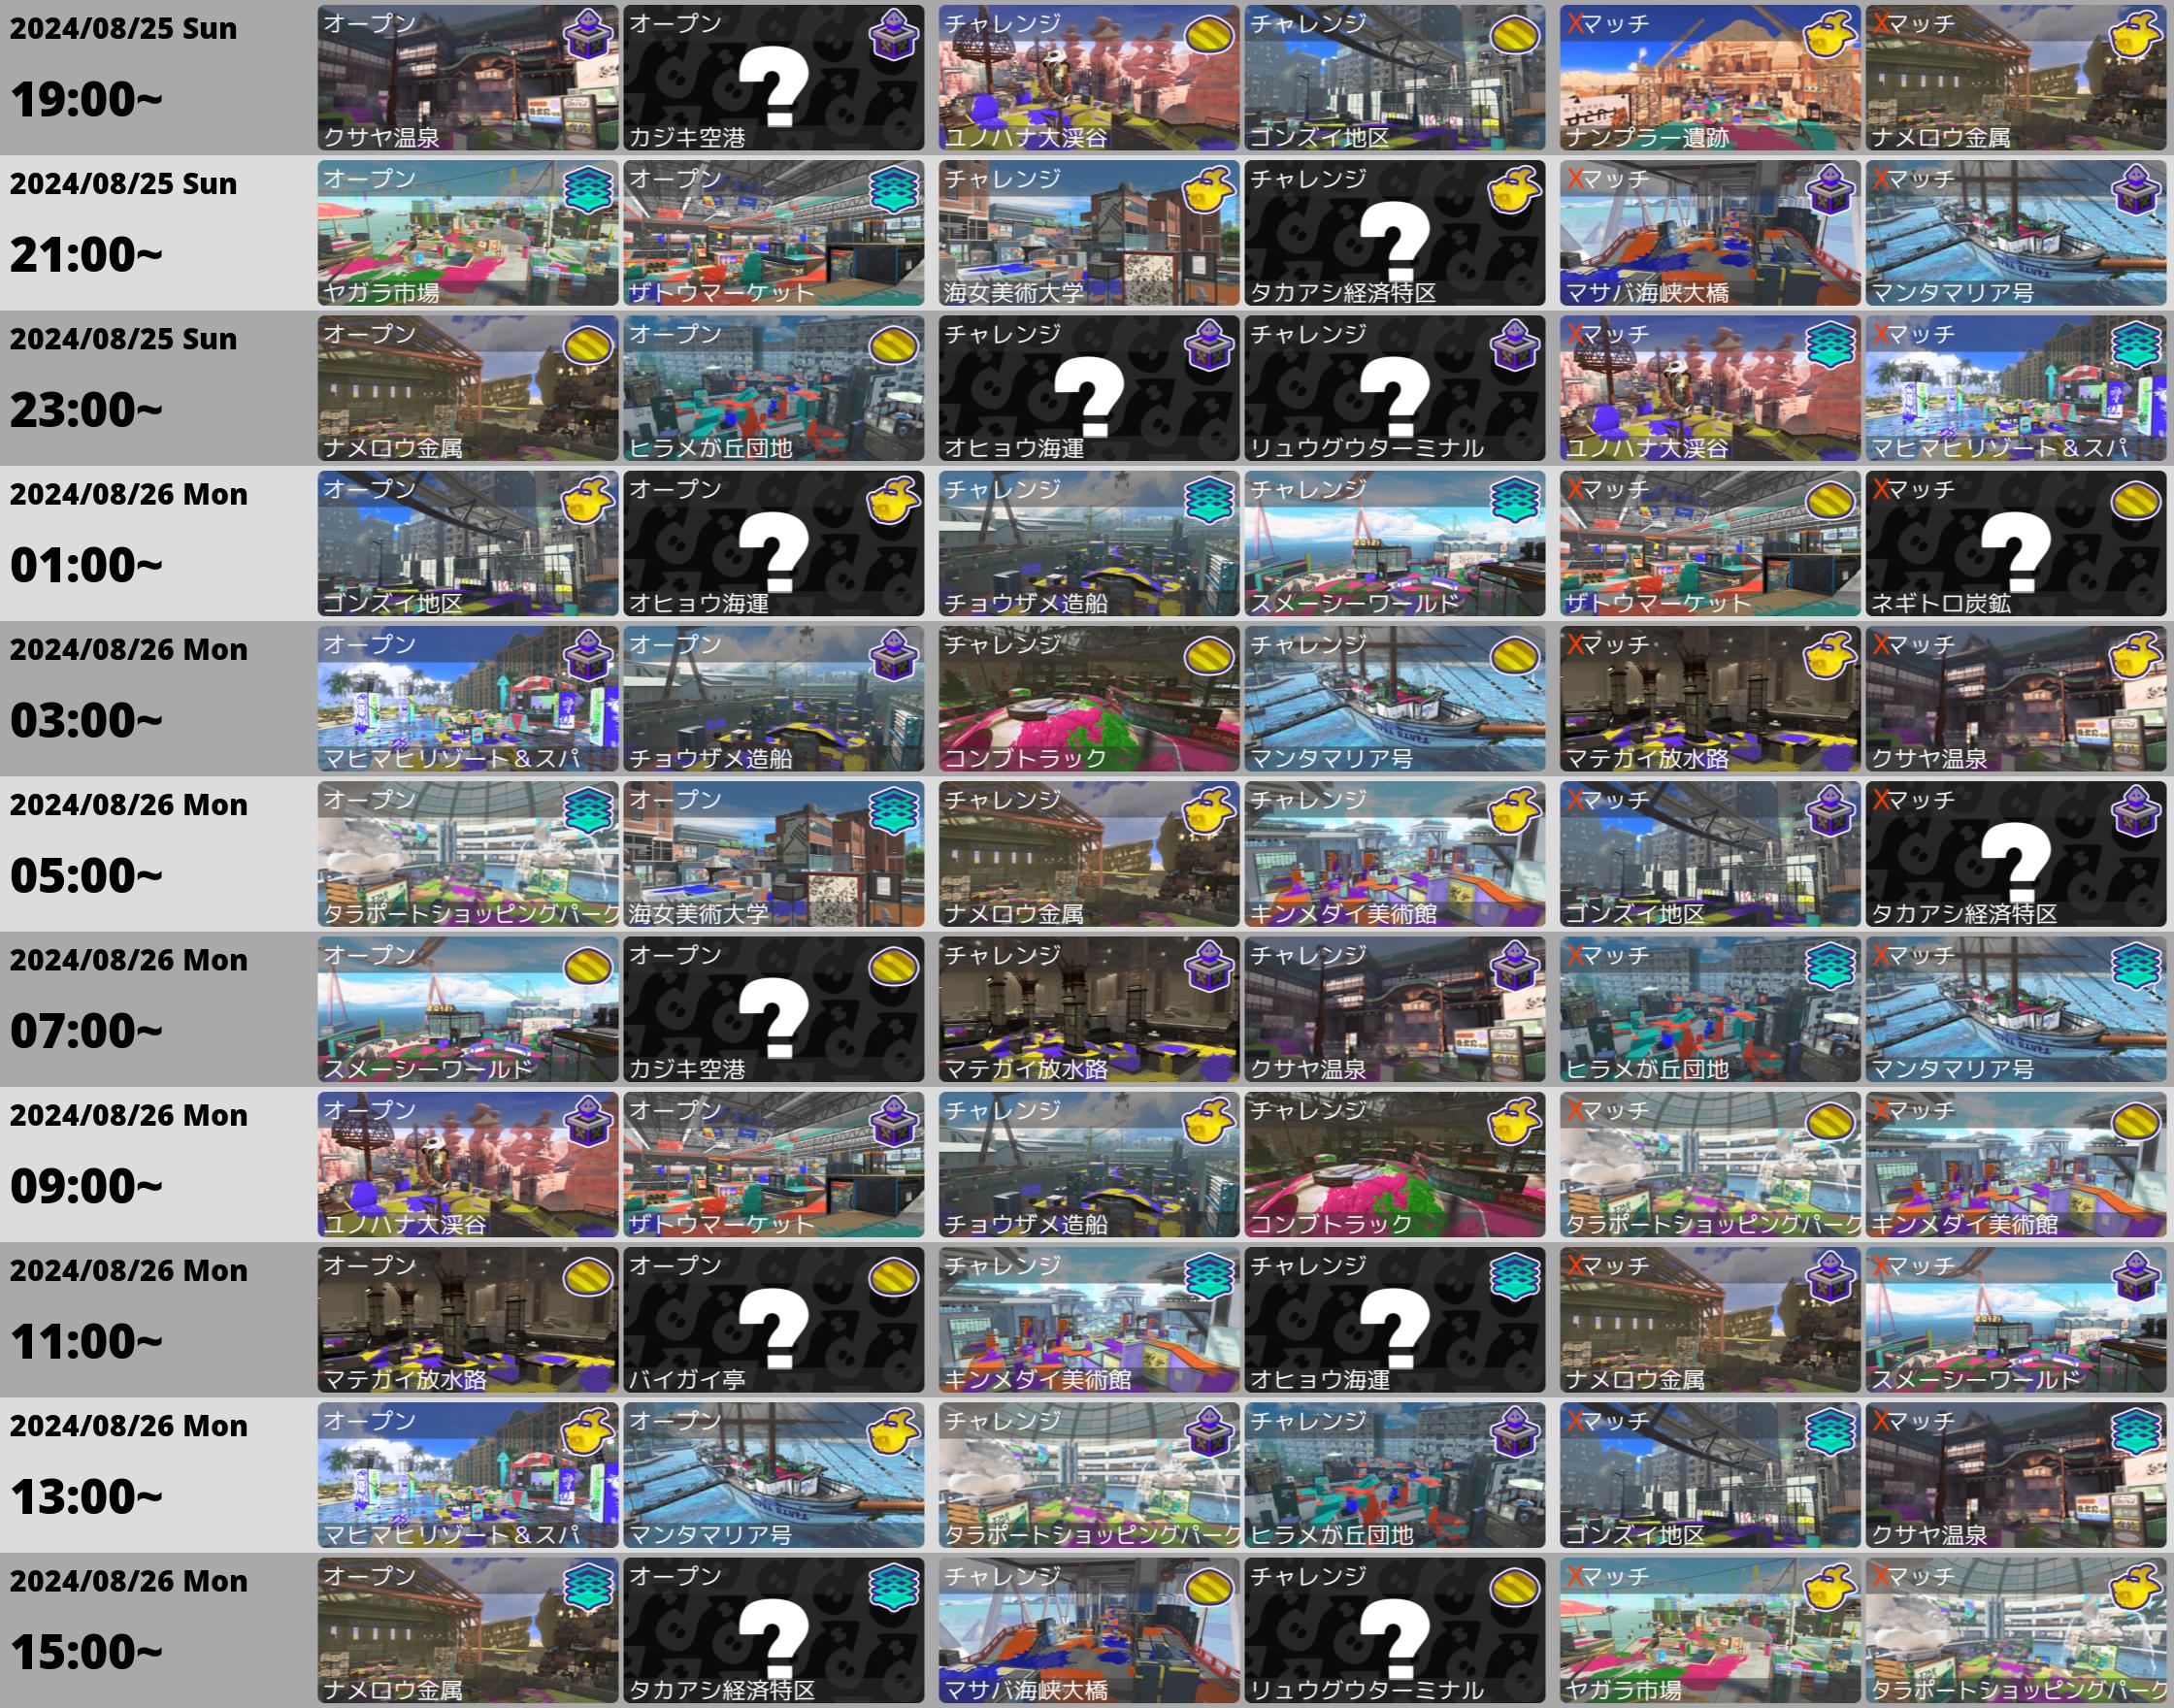 2024/08/25 Sun
19:00~
オープン
クサヤ温泉
オープン
カジキ空港
チャレンジ
ユノハナ大渓谷
チャレンジ
ゴンズイ地区
Xマッチ
ナンプラー遺跡
Xマッチ
ナメロウ金属
2024/08/25 Sun
21:00~
オープン
ヤガラ市場
オープン
ザトウマーケット
チャレンジ
海女美術大学
チャレンジ
タカアシ経済特区
Xマッチ
マサバ海峡大橋
Xマッチ
マンタマリア号
2024/08/25 Sun
23:00~
オープン
ナメロウ金属
オープン
ヒラメが丘団地
チャレンジ
オヒョウ海運
チャレンジ
リュウグウターミナル
Xマッチ
ユノハナ大渓谷
Xマッチ
マヒマヒリゾート&スパ
2024/08/26 Mon
01:00~
オープン
ゴンズイ地区
オープン
オヒョウ海運
チャレンジ
チョウザメ造船
チャレンジ
スメーシーワールド
Xマッチ
ザトウマーケット
Xマッチ
ネギトロ炭鉱
2024/08/26 Mon
03:00~
オープン
マヒマヒリゾート&スパ
オープン
チョウザメ造船
チャレンジ
コンブトラック
チャレンジ
マンタマリア号
Xマッチ
マテガイ放水路
Xマッチ
クサヤ温泉
2024/08/26 Mon
05:00~
オープン
タラポートショッピングパーク
オープン
海女美術大学
チャレンジ
ナメロウ金属
チャレンジ
キンメダイ美術館
Xマッチ
ゴンズイ地区
Xマッチ
タカアシ経済特区
2024/08/26 Mon
07:00~
オープン
スメーシーワールド
オープン
カジキ空港
チャレンジ
マテガイ放水路
チャレンジ
クサヤ温泉
Xマッチ
ヒラメが丘団地
Xマッチ
マンタマリア号
2024/08/26 Mon
09:00~
オープン
ユノハナ大渓谷
オープン
ザトウマーケット
チャレンジ
チョウザメ造船
チャレンジ
コンブトラック
Xマッチ
タラポートショッピングパーク
Xマッチ
キンメダイ美術館
2024/08/26 Mon
11:00~
オープン
マテガイ放水路
オープン
バイガイ亭
チャレンジ
キンメダイ美術館
チャレンジ
オヒョウ海運
Xマッチ
ナメロウ金属
Xマッチ
スメーシーワールド
2024/08/26 Mon
13:00~
オープン
マヒマヒリゾート&スパ
オープン
マンタマリア号
チャレンジ
タラポートショッピングパーク
チャレンジ
ヒラメが丘団地
Xマッチ
ゴンズイ地区
Xマッチ
クサヤ温泉
2024/08/26 Mon
15:00~
オープン
ナメロウ金属
オープン
タカアシ経済特区
チャレンジ
マサバ海峡大橋
チャレンジ
リュウグウターミナル
Xマッチ
ヤガラ市場
Xマッチ
タラポートショッピングパーク